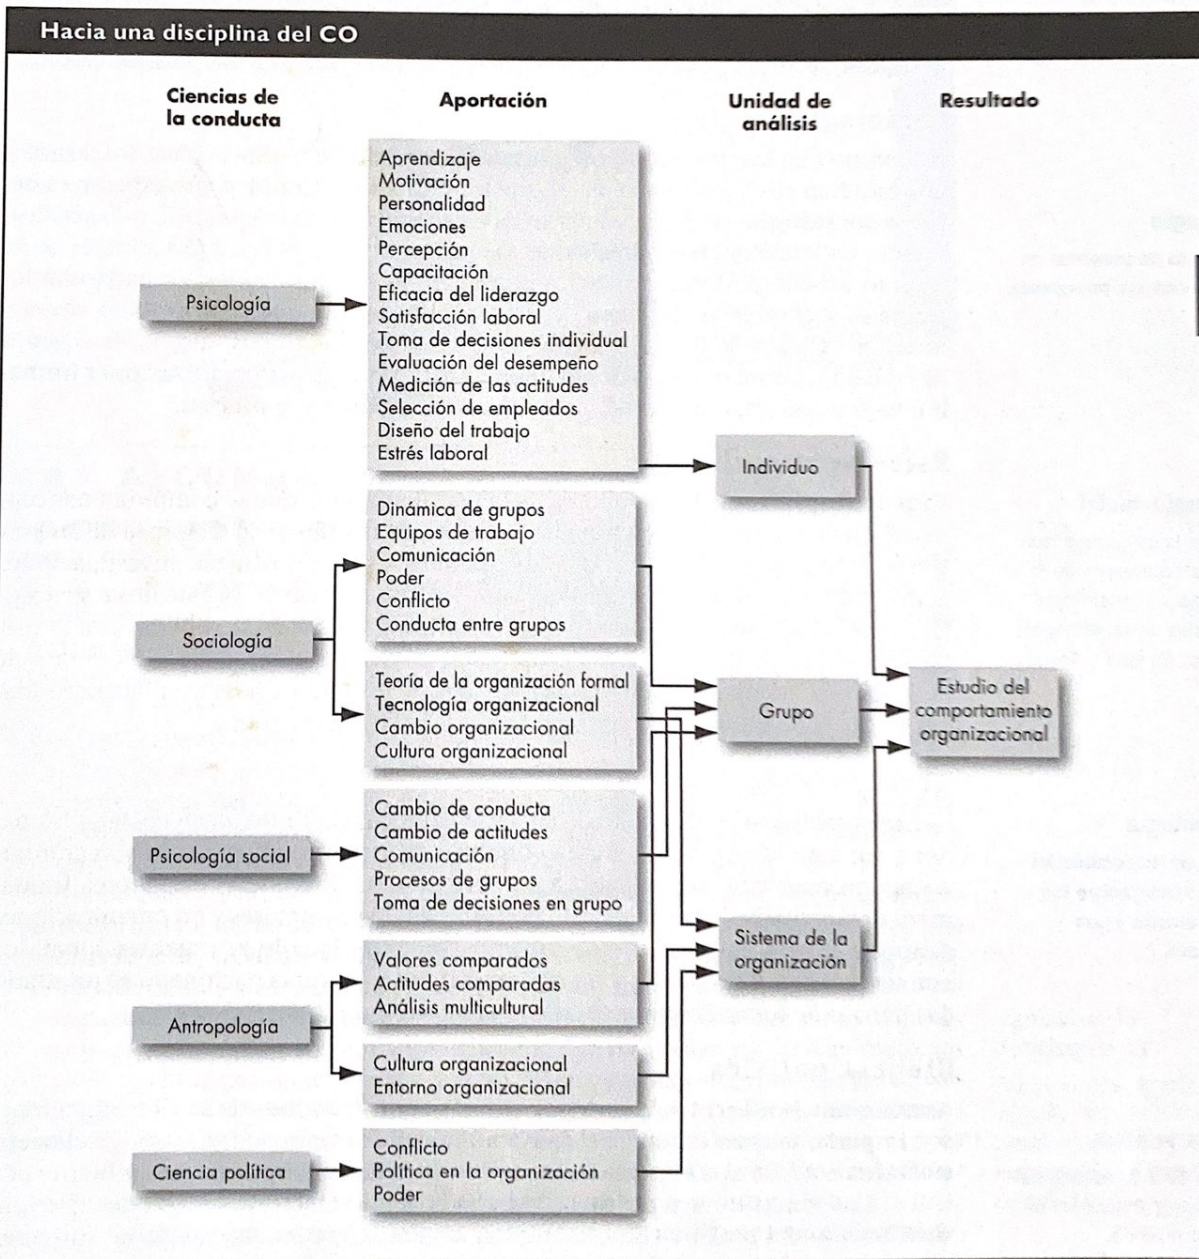 Hacia una disciplina del CO
Ciencias de
la conducta
Aportación
Unidad de
análisis
Resultado
Psicología
Aprendizaje
Motivación
Personalidad
Emociones
Percepción
Capacitación
Eficacia del liderazgo
Satisfacción laboral
Toma de decisiones individual
Evaluación del desempeño
Medición de las actitudes
Selección de empleados
Diseño del trabajo
Estrés laboral
Individuo
Sociología
Dinámica de grupos
Equipos de trabajo
Comunicación
Poder
Conflicto
Conducta entre grupos
Teoría de la organización formal
Tecnología organizacional
Cambio organizacional
Cultura organizacional
Grupo
Estudio del
comportamiento
organizacional
Psicología social
Cambio de conducta
Cambio de actitudes
Comunicación
Procesos de grupos
Toma de decisiones en grupo
Sistema de la
organización
Antropología
Valores comparados
Actitudes comparadas
Análisis multicultural
Cultura organizacional
Entorno organizacional
Ciencia política
Conflicto
Política en la organización
Poder